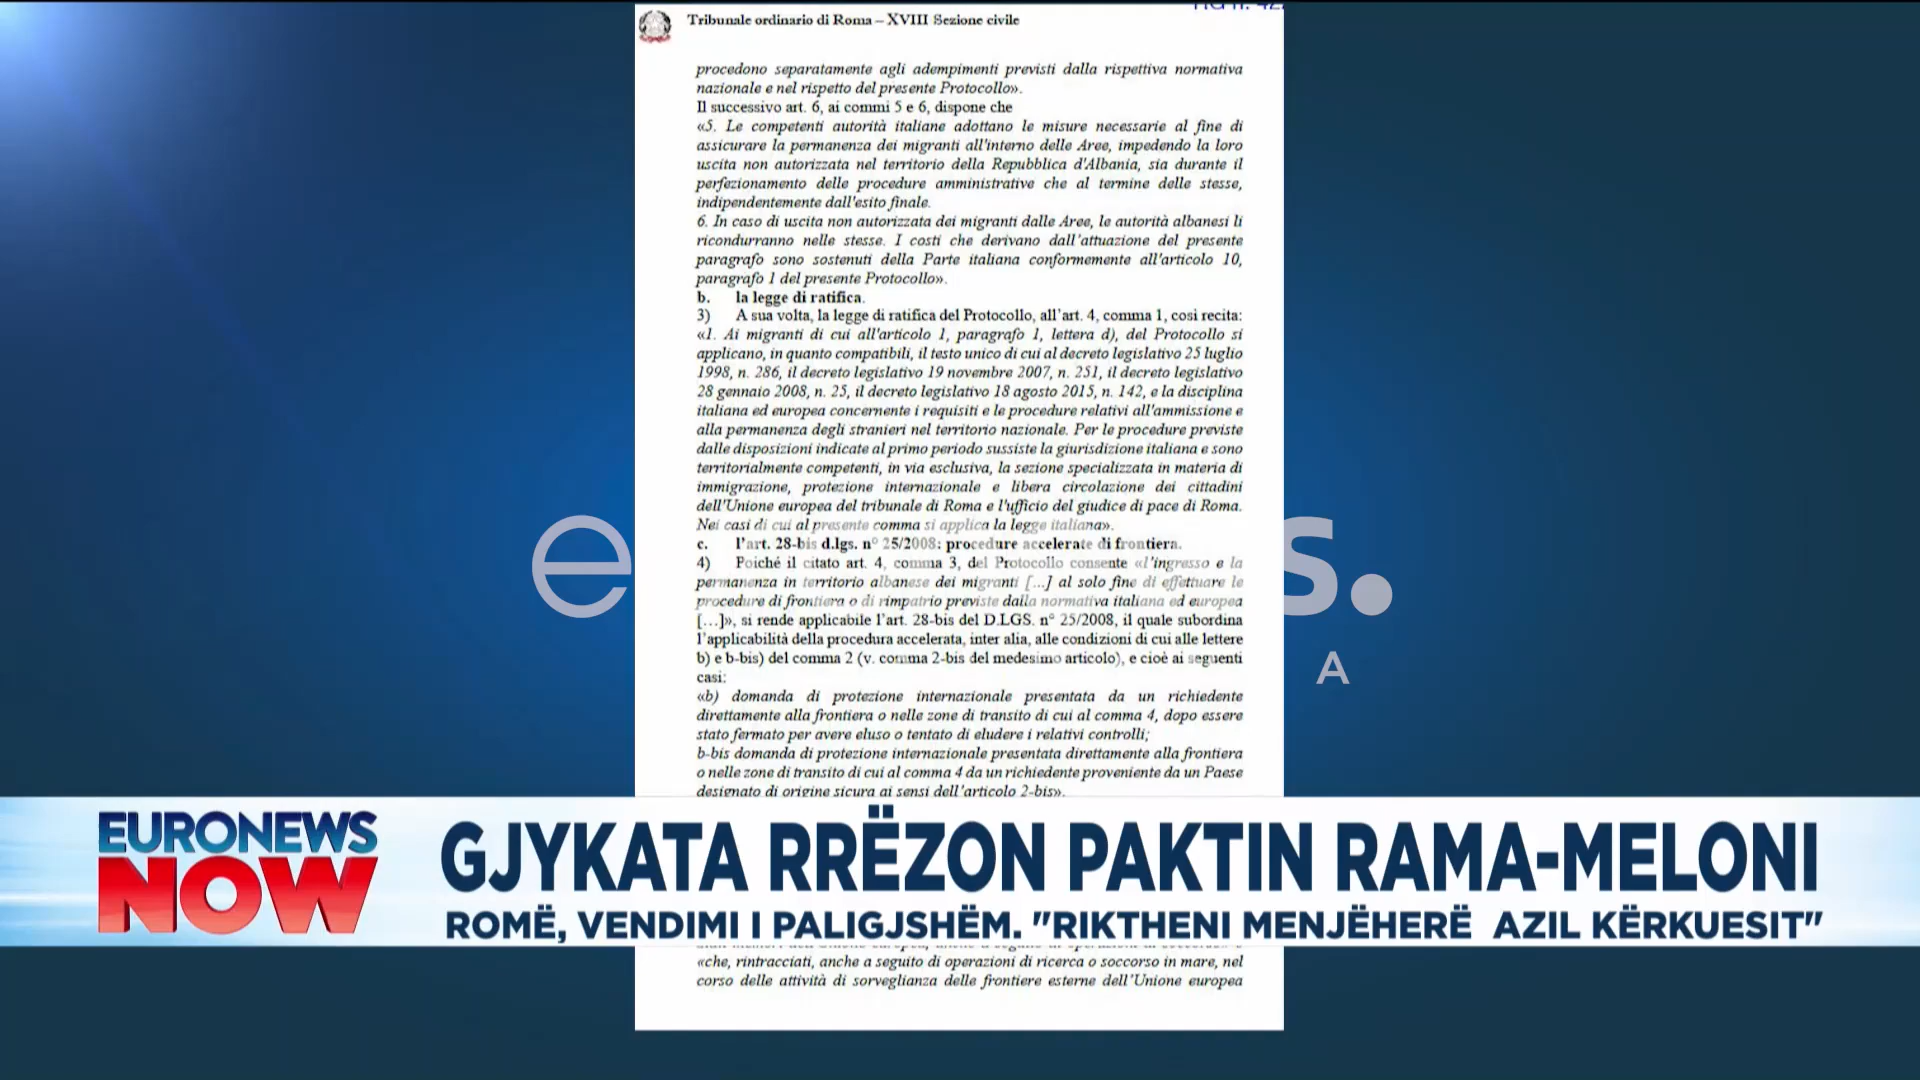 Tribunale ordinario di Roma – XVIII Sezione civile
procedono separatamente agli adempimenti previsti dalla rispettiva normativa
nazionale e nel rispetto del presente Protocollo».
Il successivo art. 6, ai commi 5 e 6, dispone che
«5. Le competenti autorità italiane adottano le misure necessarie al fine di
assicurare la permanenza dei migranti all'interno delle Aree, impedendo la loro
uscita non autorizzata nel territorio della Repubblica d'Albania, sia durante il
perfezionamento delle procedure amministrative che al termine delle stesse,
indipendentemente dall'esito finale.
6. In caso di uscita non autorizzata dei migranti dalle Aree, le autorità albanesi li
ricondurranno nelle stesse. I costi che derivano dall'attuazione del presente
paragrafo sono sostenuti della Parte italiana conformemente all'articolo 10,
paragrafo 1 del presente Protocollo».
b. la legge di ratifica.
3) A sua volta, la legge di ratifica del Protocollo, all'art. 4, comma 1, così recita:
«1. Ai migranti di cui all'articolo 1, paragrafo 1, lettera d), del Protocollo si
applicano, in quanto compatibili, il testo unico di cui al decreto legislativo 25 luglio
1998, n. 286, il decreto legislativo 19 novembre 2007, n. 251, il decreto legislativo
28 gennaio 2008, n. 25, il decreto legislativo 18 agosto 2015, n. 142, e la disciplina
italiana ed europea concernente i requisiti e le procedure relativi all'ammissione e
alla permanenza degli stranieri nel territorio nazionale. Per le procedure previste
dalle disposizioni indicate al primo periodo sussiste la giurisdizione italiana e sono
territorialmente competenti, in via esclusiva, la sezione specializzata in materia di
immigrazione, protezione internazionale e libera circolazione dei cittadini
dell'Unione europea del tribunale di Roma e l'ufficio del giudice di pace di Roma.
Nei casi di cui al presente comma si applica la legge italiana».
c. l'art. 28-bis d.lgs. n° 25/2008: procedure accelerate di frontiera.
4) Poiché il citato art. 4, comma 3, del Protocollo consente «l'ingresso e la
permanenza in territorio albanese dei migranti [...] al solo fine di effettuare le
procedure di frontiera o di rimpatrio previste dalla normativa italiana ed europea
[...]», si rende applicabile l'art. 28-bis del D.LGS. n° 25/2008, il quale subordina
l'applicabilità della procedura accelerata, inter alia, alle condizioni di cui alle lettere
b) e b-bis) del comma 2 (v. comma 2-bis del medesimo articolo), e cioè ai seguenti
casi:
«b) domanda di protezione internazionale presentata da un richiedente
direttamente alla frontiera o nelle zone di transito di cui al comma 4, dopo essere
stato fermato per avere eluso o tentato di eludere i relativi controlli;
b-bis domanda di protezione internazionale presentata direttamente alla frontiera
o nelle zone di transito di cui al comma 4 da un richiedente proveniente da un Paese
designato di origine sicura ai sensi dell'articolo 2-bis».
e s.
A
EURONEWS
NOW
GJYKATA RRËZON PAKTIN RAMA-MELONI
ROMË, VENDIMI I PALIGJSHËM. "RIKTHENI MENJËHERË AZIL KËRKUESIT"
«che, rintracciati, anche a seguito di operazioni di ricerca o soccorso in mare, nel
corso delle attività di sorveglianza delle frontiere esterne dell'Unione europea